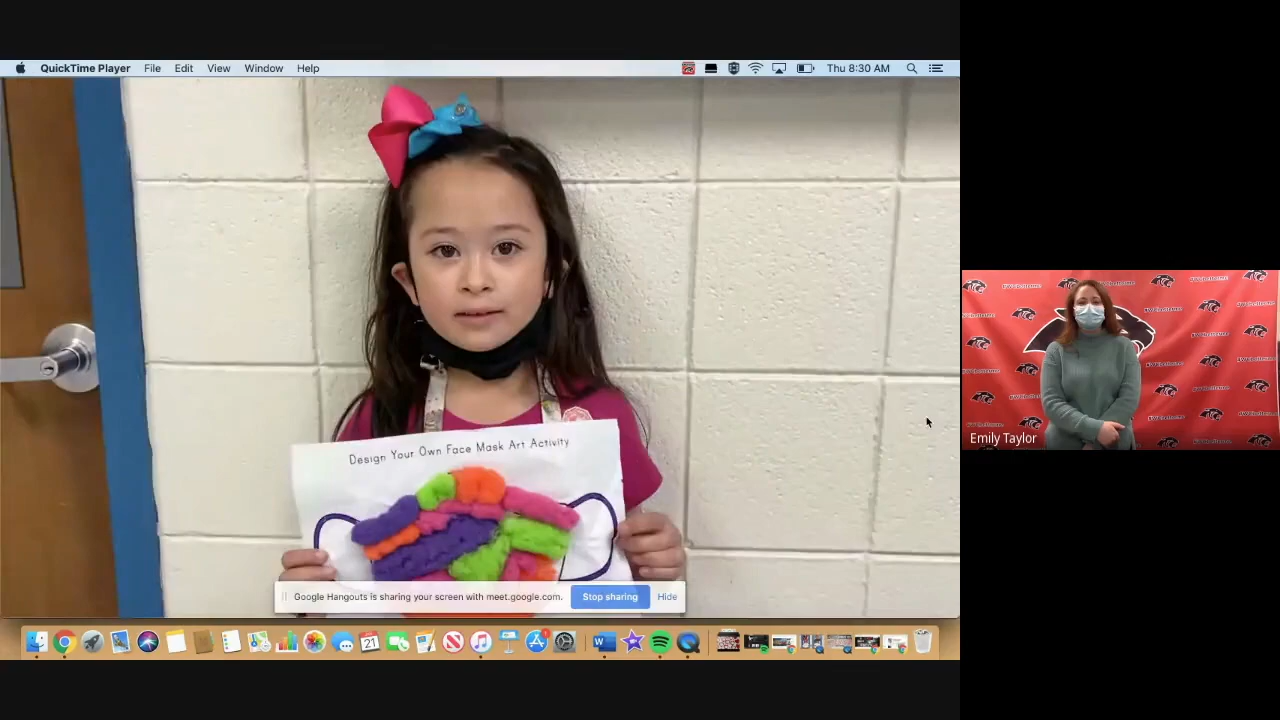 QuickTime Player File Edit View Window Help Thu 8:30 AM
Design Your Own Face Mask Art Activity
Emily Taylor
Google Hangouts is sharing your screen with meet.google.com. Stop sharing Hide
21